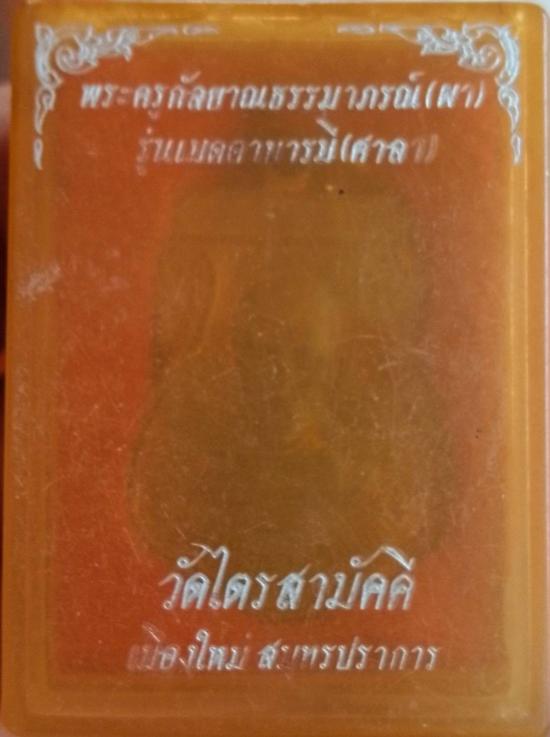 พระครูกัลยาณธรรมาภรณ์(ผา)
รุ่นเมตตาบารมี(ศาลา)
วัดไตรสามัคคี
เมืองใหม่ สมุทรปราการ